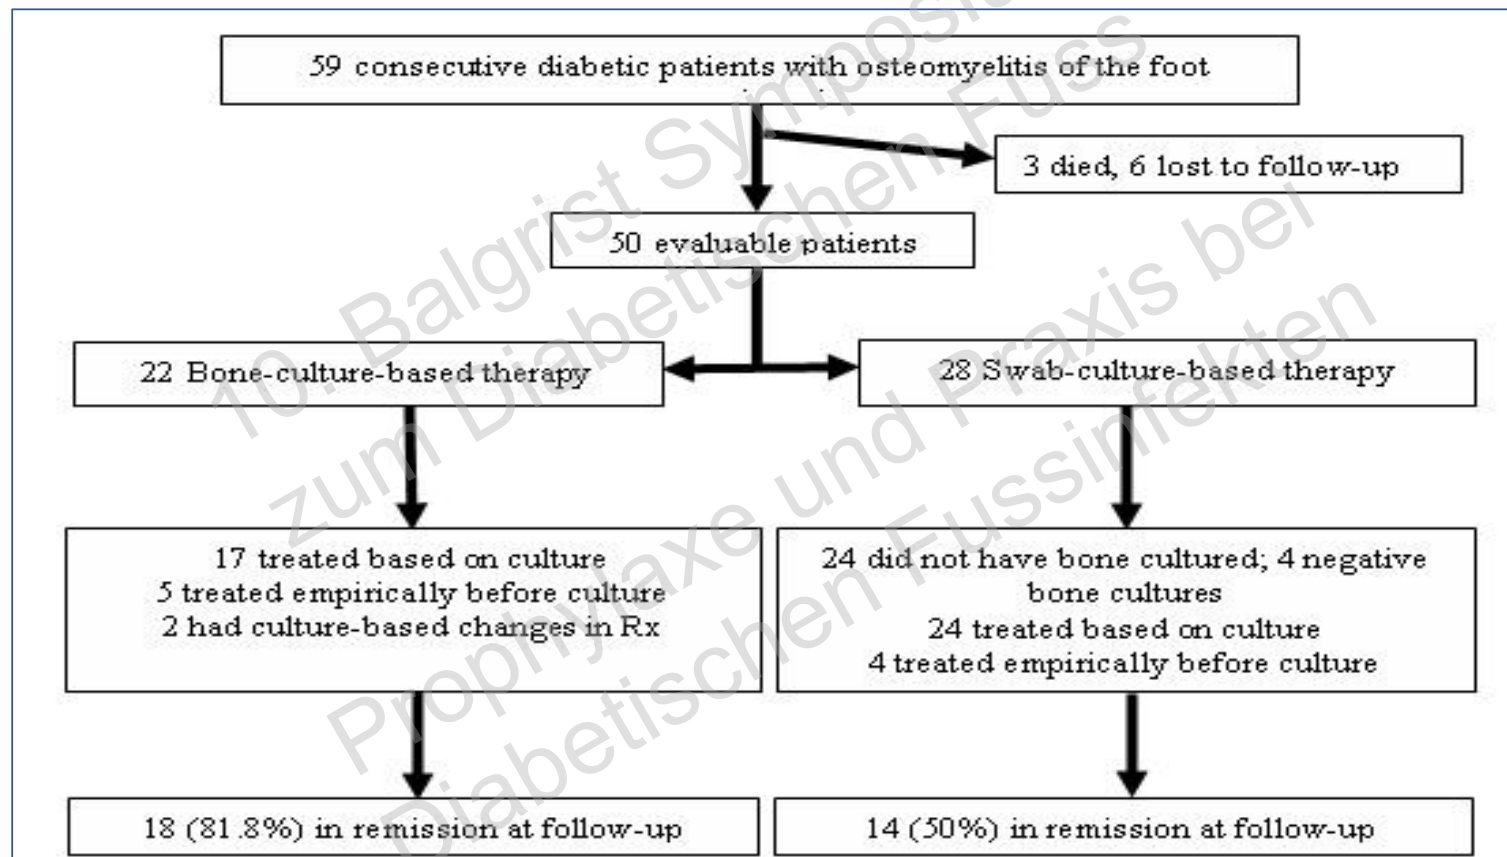 59 consecutive diabetic patients with osteomyelitis of the foot
3 died, 6 lost to follow-up
50 evaluable patients
22 Bone-culture-based therapy
28 Swab-culture-based therapy
17 treated based on culture
5 treated empirically before culture
2 had culture-based changes in Rx
24 did not have bone cultured; 4 negative
bone cultures
24 treated based on culture
4 treated empirically before culture
18 (81.8%) in remission at follow-up
14 (50%) in remission at follow-up
10. Balgrist
zum Diabetischen Fuss
Prophylaxe und Praxis bei
Diabetischen Fussinfekten